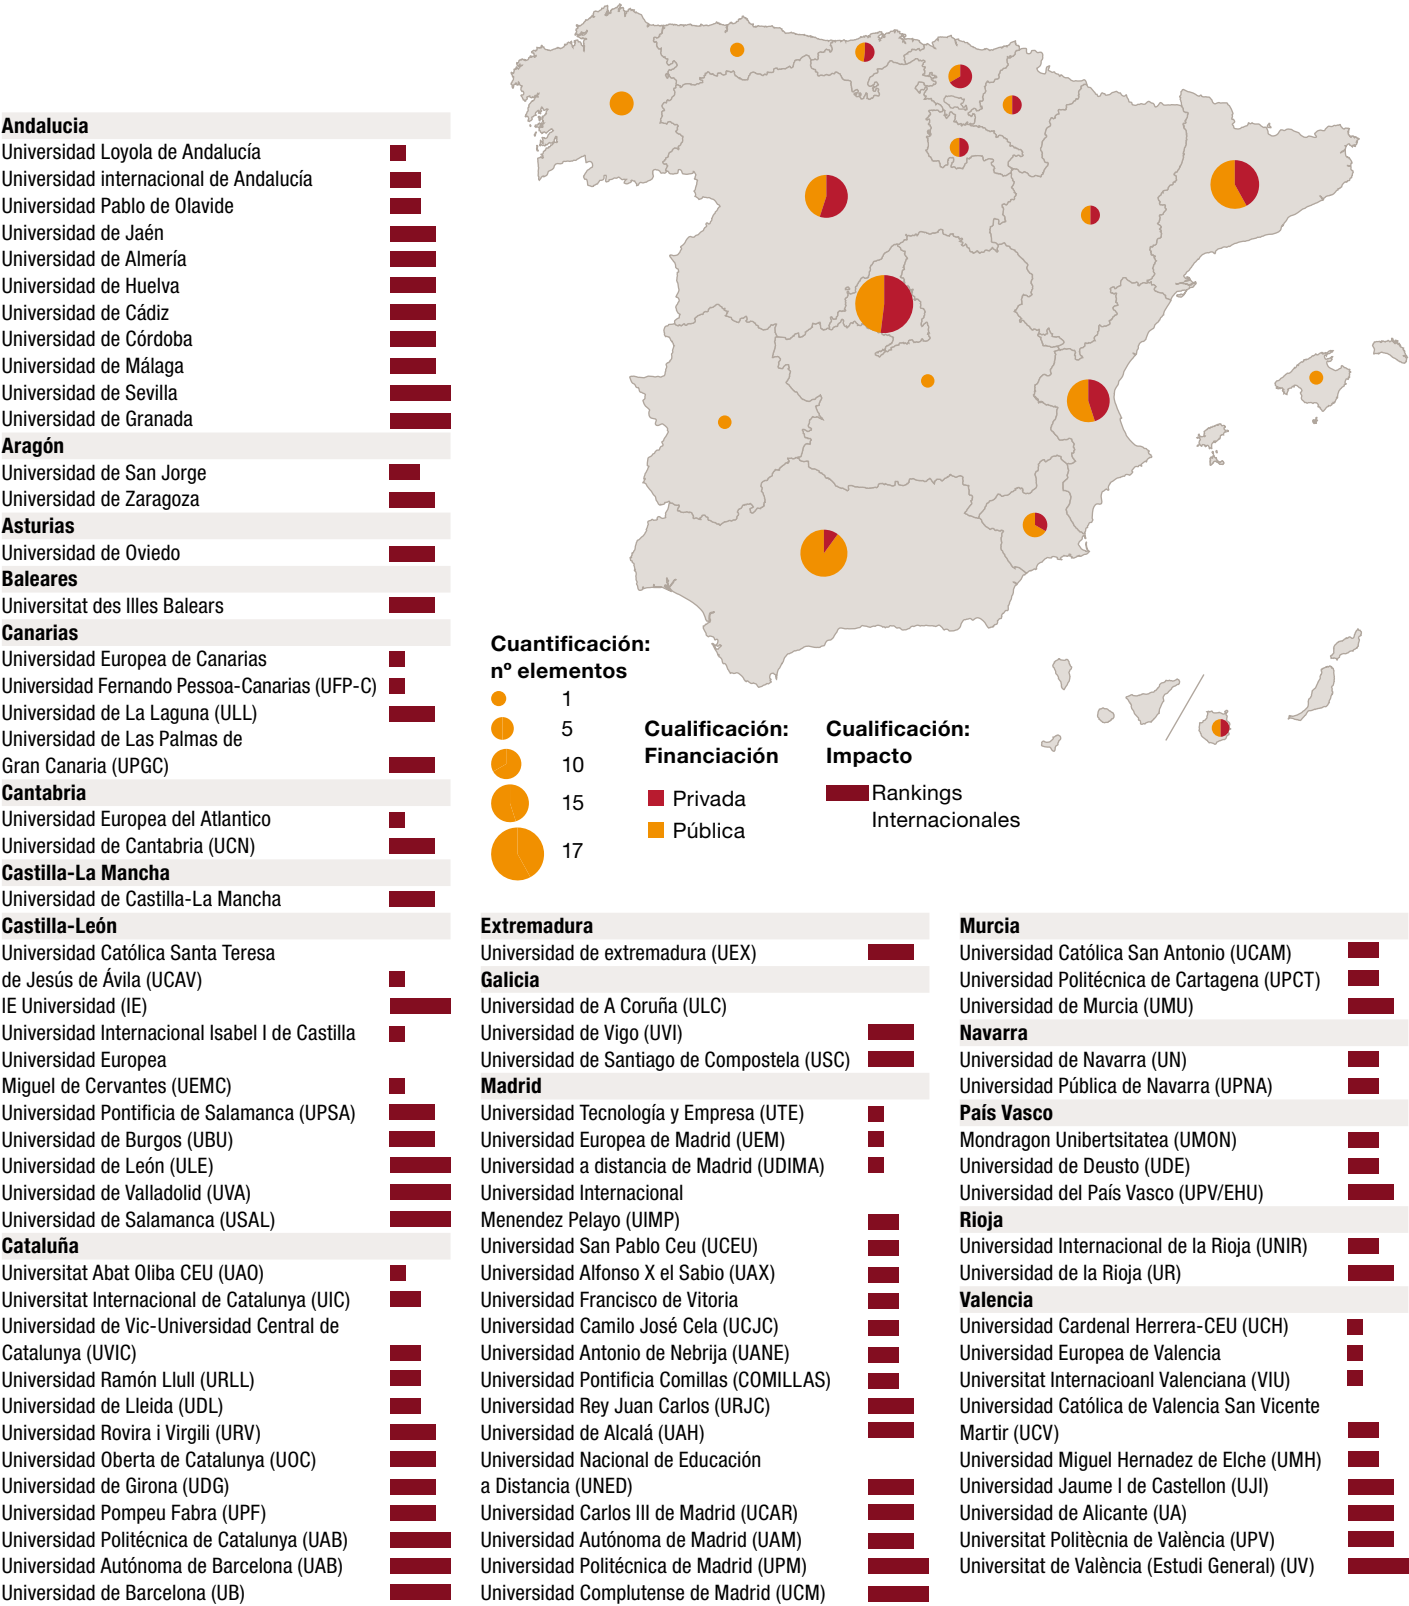 Andalucia
Universidad Loyola de Andalucía
Universidad internacional de Andalucía
Universidad Pablo de Olavide
Universidad de Jaén
Universidad de Almería
Universidad de Huelva
Universidad de Cádiz
Universidad de Córdoba
Universidad de Málaga
Universidad de Sevilla
Universidad de Granada
Aragón
Universidad de San Jorge
Universidad de Zaragoza
Asturias
Universidad de Oviedo
Baleares
Universitat des Illes Balears
Canarias
Universidad Europea de Canarias
Universidad Fernando Pessoa-Canarias (UFP-C)
Universidad de La Laguna (ULL)
Universidad de Las Palmas de
Gran Canaria (UPGC)
Cantabria
Universidad Europea del Atlantico
Universidad de Cantabria (UCN)
Castilla-La Mancha
Universidad de Castilla-La Mancha
Castilla-León
Universidad Católica Santa Teresa
de Jesús de Ávila (UCAV)
IE Universidad (IE)
Universidad Internacional Isabel I de Castilla
Universidad Europea
Miguel de Cervantes (UEMC)
Universidad Pontificia de Salamanca (UPSA)
Universidad de Burgos (UBU)
Universidad de León (ULE)
Universidad de Valladolid (UVA)
Universidad de Salamanca (USAL)
Cataluña
Universitat Abat Oliba CEU (UAO)
Universitat Internacional de Catalunya (UIC)
Universidad de Vic-Universidad Central de
Catalunya (UVIC)
Universidad Ramón Llull (URLL)
Universidad de Lleida (UDL)
Universidad Rovira i Virgili (URV)
Universidad Oberta de Catalunya (UOC)
Universidad de Girona (UDG)
Universidad Pompeu Fabra (UPF)
Universidad Politécnica de Catalunya (UAB)
Universidad Autónoma de Barcelona (UAB)
Universidad de Barcelona (UB)
Cuantificación:
nº elementos
1
5
10
15
17
Cualificación:
Financiación
Privada
Pública
Cualificación:
Impacto
Rankings
Internacionales
Extremadura
Universidad de extremadura (UEX)
Galicia
Universidad de A Coruña (ULC)
Universidad de Vigo (UVI)
Universidad de Santiago de Compostela (USC)
Madrid
Universidad Tecnología y Empresa (UTE)
Universidad Europea de Madrid (UEM)
Universidad a distancia de Madrid (UDIMA)
Universidad Internacional
Menendez Pelayo (UIMP)
Universidad San Pablo Ceu (UCEU)
Universidad Alfonso X el Sabio (UAX)
Universidad Francisco de Vitoria
Universidad Camilo José Cela (UCJC)
Universidad Antonio de Nebrija (UANE)
Universidad Pontificia Comillas (COMILLAS)
Universidad Rey Juan Carlos (URJC)
Universidad de Alcalá (UAH)
Universidad Nacional de Educación
a Distancia (UNED)
Universidad Carlos III de Madrid (UCAR)
Universidad Autónoma de Madrid (UAM)
Universidad Politécnica de Madrid (UPM)
Universidad Complutense de Madrid (UCM)
Murcia
Universidad Católica San Antonio (UCAM)
Universidad Politécnica de Cartagena (UPCT)
Universidad de Murcia (UMU)
Navarra
Universidad de Navarra (UN)
Universidad Pública de Navarra (UPNA)
País Vasco
Mondragon Unibertsitatea (UMON)
Universidad de Deusto (UDE)
Universidad del País Vasco (UPV/EHU)
Rioja
Universidad Internacional de la Rioja (UNIR)
Universidad de la Rioja (UR)
Valencia
Universidad Cardenal Herrera-CEU (UCH)
Universidad Europea de Valencia
Universitat Internacioanl Valenciana (VIU)
Universidad Católica de Valencia San Vicente
Martir (UCV)
Universidad Miguel Hernadez de Elche (UMH)
Universidad Jaume I de Castellon (UJI)
Universidad de Alicante (UA)
Universitat Politècnia de València (UPV)
Universitat de València (Estudi General) (UV)